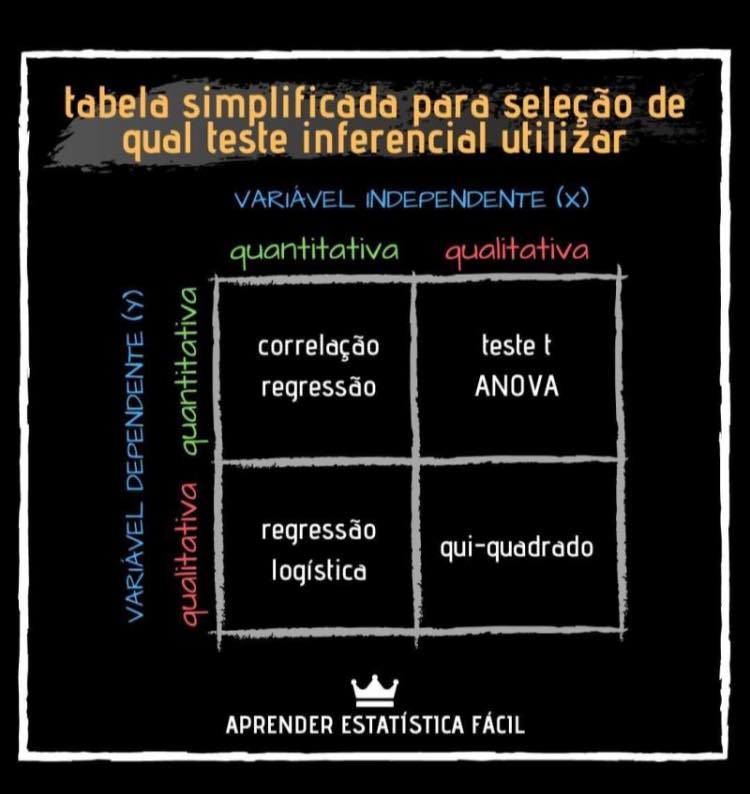 tabela simplificada para seleção de
qual teste inferencial utilizar
VARIÁVEL INDEPENDENTE (X)
quantitativa
qualitativa
VARIÁVEL DEPENDENTE (Y)
quantitativa
correlação
regressão
teste t
ANOVA
qualitativa
regressão
logística
qui-quadrado
APRENDER ESTATÍSTICA FÁCIL